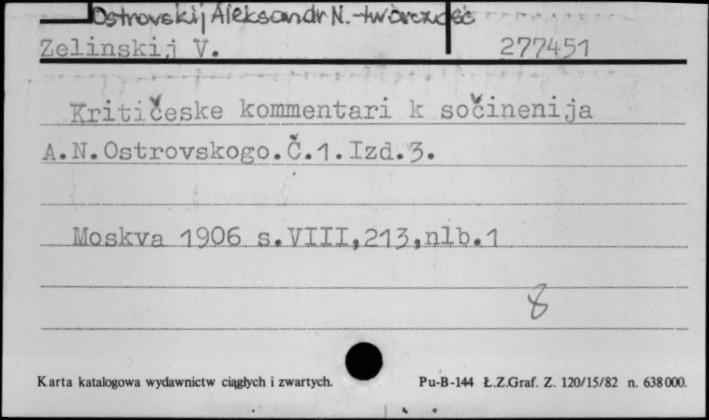 Ostrovskij Aleksandr N. - twórczość
Zelinskij V. 277451
Kritičeske kommentari k sočinenija
A.N.Ostrovskogo.Č.1.Izd.3.
Moskva 1906 s.VIII,213,nlb.1
8
Karta katalogowa wydawnictw ciągłych i zwartych. Pu-B-144 Ł.Z.Graf. Z. 120/15/82 n. 638000.